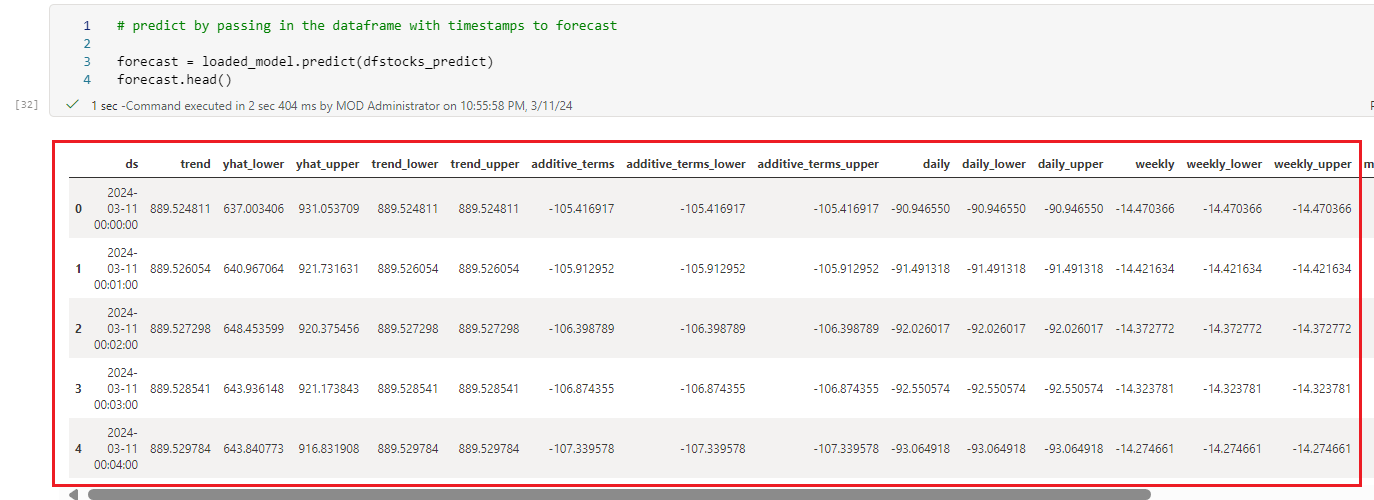 1 # predict by passing in the dataframe with timestamps to forecast
2
3 forecast = loaded_model.predict(dfstocks_predict)
4 forecast.head()
[32] 1 sec -Command executed in 2 sec 404 ms by MOD Administrator on 10:55:58 PM, 3/11/24
ds trend yhat_lower yhat_upper trend_lower trend_upper additive_terms additive_terms_lower additive_terms_upper daily daily_lower daily_upper weekly weekly_lower weekly_upper
2024-
0 03-11 889.524811 637.003406 931.053709 889.524811 889.524811 -105.416917 -105.416917 -105.416917 -90.946550 -90.946550 -90.946550 -14.470366 -14.470366 -14.470366
00:00:00
2024-
1 03-11 889.526054 640.967064 921.731631 889.526054 889.526054 -105.912952 -105.912952 -105.912952 -91.491318 -91.491318 -91.491318 -14.421634 -14.421634 -14.421634
00:01:00
2024-
2 03-11 889.527298 648.453599 920.375456 889.527298 889.527298 -106.398789 -106.398789 -106.398789 -92.026017 -92.026017 -92.026017 -14.372772 -14.372772 -14.372772
00:02:00
2024-
3 03-11 889.528541 643.936148 921.173843 889.528541 889.528541 -106.874355 -106.874355 -106.874355 -92.550574 -92.550574 -92.550574 -14.323781 -14.323781 -14.323781
00:03:00
2024-
4 03-11 889.529784 643.840773 916.831908 889.529784 889.529784 -107.339578 -107.339578 -107.339578 -93.064918 -93.064918 -93.064918 -14.274661 -14.274661 -14.274661
00:04:00